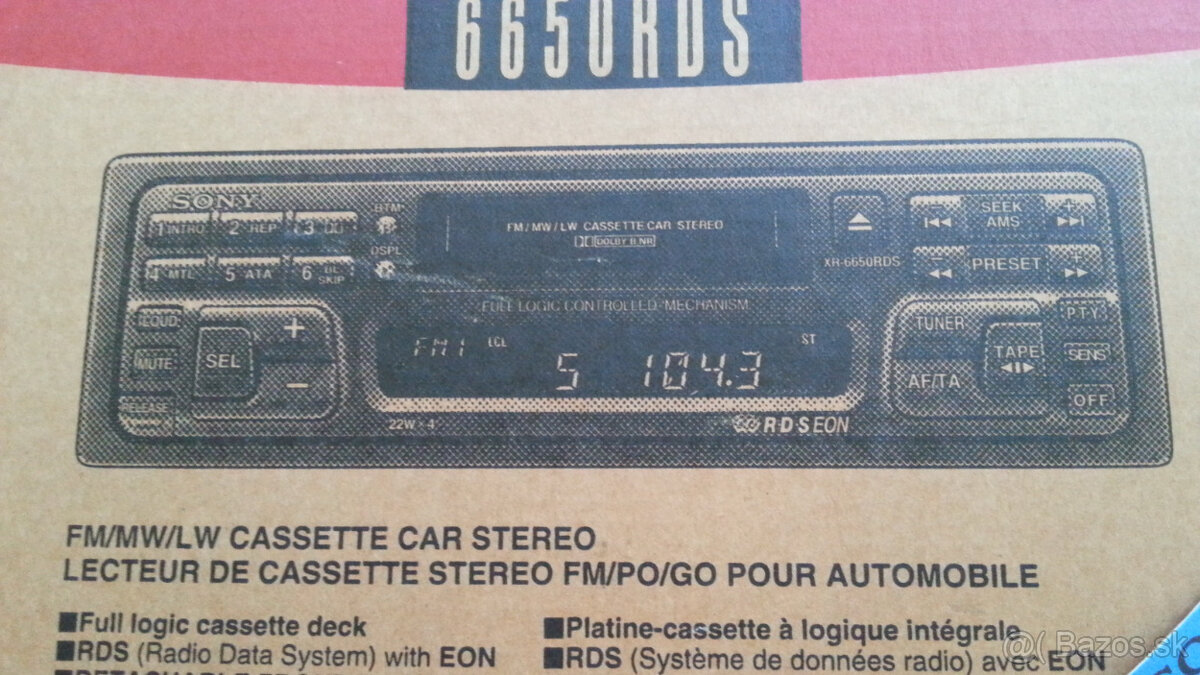 6650RDS
SONY
1 INTRO 2 REP 3
BTM
4 MTL 5 ATA 6 BL SKIP
DSPL
FM/MW/LW CASSETTE CAR STEREO
DOLBY B NR
SEEK
AMS
XR-6650RDS
PRESET
FULL LOGIC CONTROLLED MECHANISM
LOUD
MUTE
RELEASE
SEL
+
−
FM1 LCL 5 104.3 ST
22W×4
RDS EON
TUNER
TAPE
AF/TA
PTY
SENS
OFF
FM/MW/LW CASSETTE CAR STEREO
LECTEUR DE CASSETTE STEREO FM/PO/GO POUR AUTOMOBILE
■Full logic cassette deck
■RDS (Radio Data System) with EON
■Platine-cassette à logique intégrale
■RDS (Système de données radio) avec EON
Bazos.sk